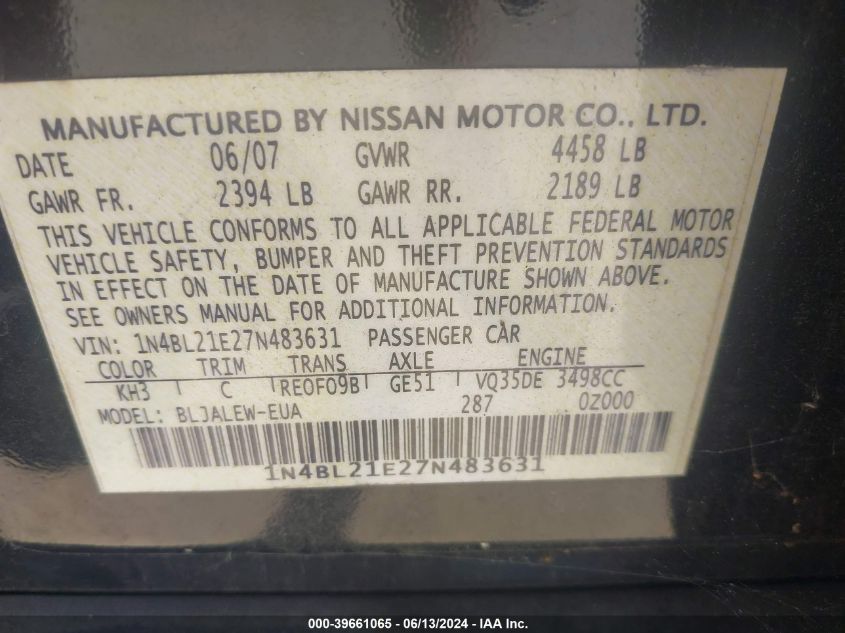 MANUFACTURED BY NISSAN MOTOR CO., LTD.
DATE 06/07 GVWR 4458 LB
GAWR FR. 2394 LB GAWR RR. 2189 LB
THIS VEHICLE CONFORMS TO ALL APPLICABLE FEDERAL MOTOR
VEHICLE SAFETY, BUMPER AND THEFT PREVENTION STANDARDS
IN EFFECT ON THE DATE OF MANUFACTURE SHOWN ABOVE.
SEE OWNERS MANUAL FOR ADDITIONAL INFORMATION.
VIN: 1N4BL21E27N483631 PASSENGER CAR
COLOR TRIM TRANS AXLE ENGINE
KH3 C RE0F09B GE51 VQ35DE 3498CC
MODEL: BLJALEW-EUA 287 0Z000
1N4BL21E27N483631
000-39661065 - 06/13/2024 - IAA Inc.